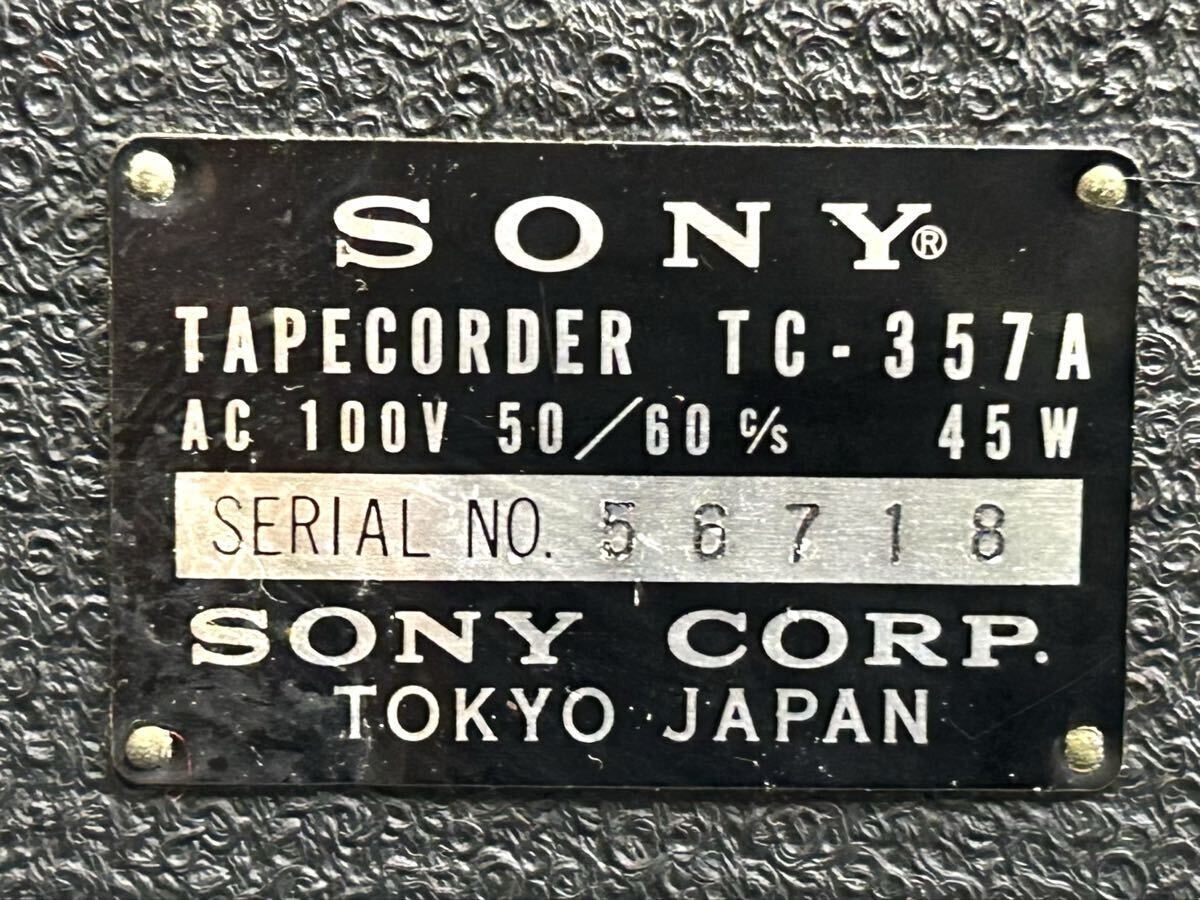 SONY®
TAPECORDER TC-357A
AC 100V 50/60 c/s 45W
SERIAL NO. 56718
SONY CORP.
TOKYO JAPAN